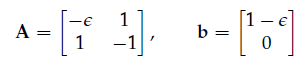 A = [−ϵ 1; 1 −1], b = [1 − ϵ; 0]